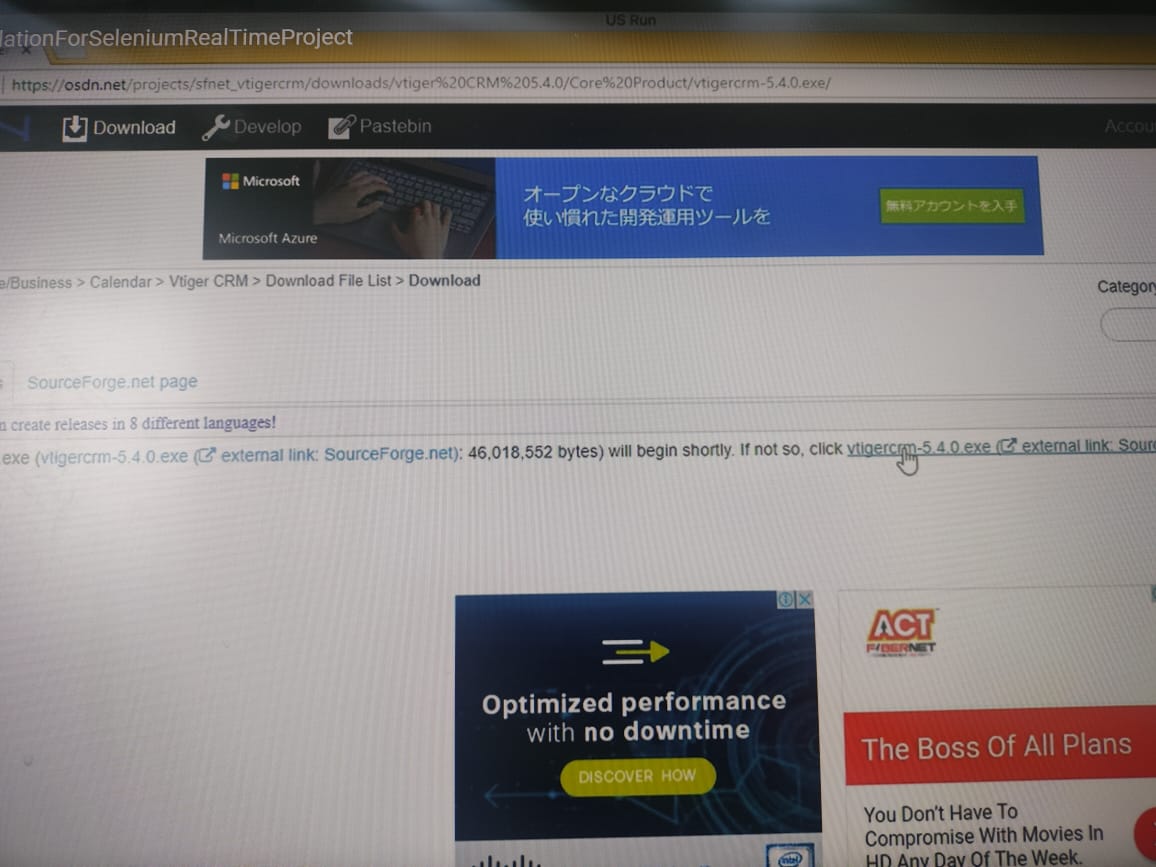 US Run
lationForSeleniumRealTimeProject
https://osdn.net/projects/sfnet_vtigercrm/downloads/vtiger%20CRM%205.4.0/Core%20Product/vtigercrm-5.4.0.exe/
Download Develop Pastebin Accou
Microsoft
Microsoft Azure
オープンなクラウドで
使い慣れた開発運用ツールを
無料アカウントを入手
e/Business > Calendar > Vtiger CRM > Download File List > Download
Category
SourceForge.net page
n create releases in 8 different languages!
.exe (vtigercrm-5.4.0.exe ( external link: SourceForge.net): 46,018,552 bytes) will begin shortly. If not so, click vtigercrm-5.4.0.exe ( external link: Sour
Optimized performance
with no downtime
DISCOVER HOW
intel
ACT
FIBERNET
The Boss Of All Plans
You Don't Have To
Compromise With Movies In
HD Any Day Of The Week.